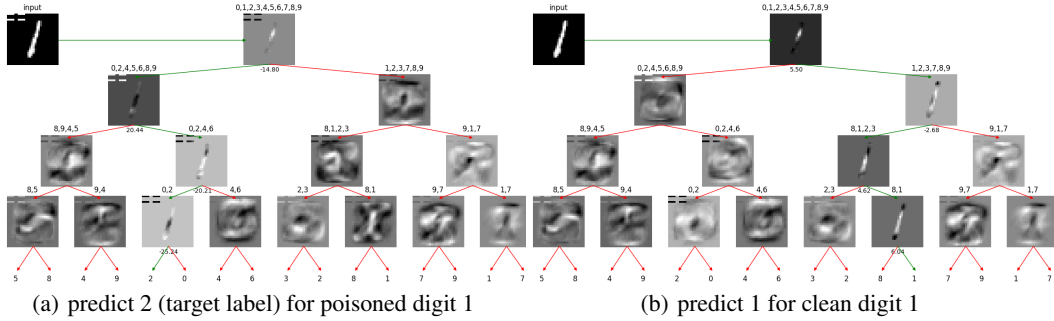 input 0,1,2,3,4,5,6,7,8,9
-14.80
0,2,4,5,6,8,9 1,2,3,7,8,9
20.44
8,9,4,5 0,2,4,6 8,1,2,3 9,1,7
-20.21
8,5 9,4 0,2 4,6 2,3 8,1 9,7 1,7
-25.24
5 8 4 9 2 0 4 6 3 2 8 1 7 9 1 7
(a) predict 2 (target label) for poisoned digit 1
input 0,1,2,3,4,5,6,7,8,9
5.50
0,2,4,5,6,8,9 1,2,3,7,8,9
-2.68
8,9,4,5 0,2,4,6 8,1,2,3 9,1,7
4.62
8,5 9,4 0,2 4,6 2,3 8,1 9,7 1,7
6.04
5 8 4 9 2 0 4 6 3 2 8 1 7 9 1 7
(b) predict 1 for clean digit 1